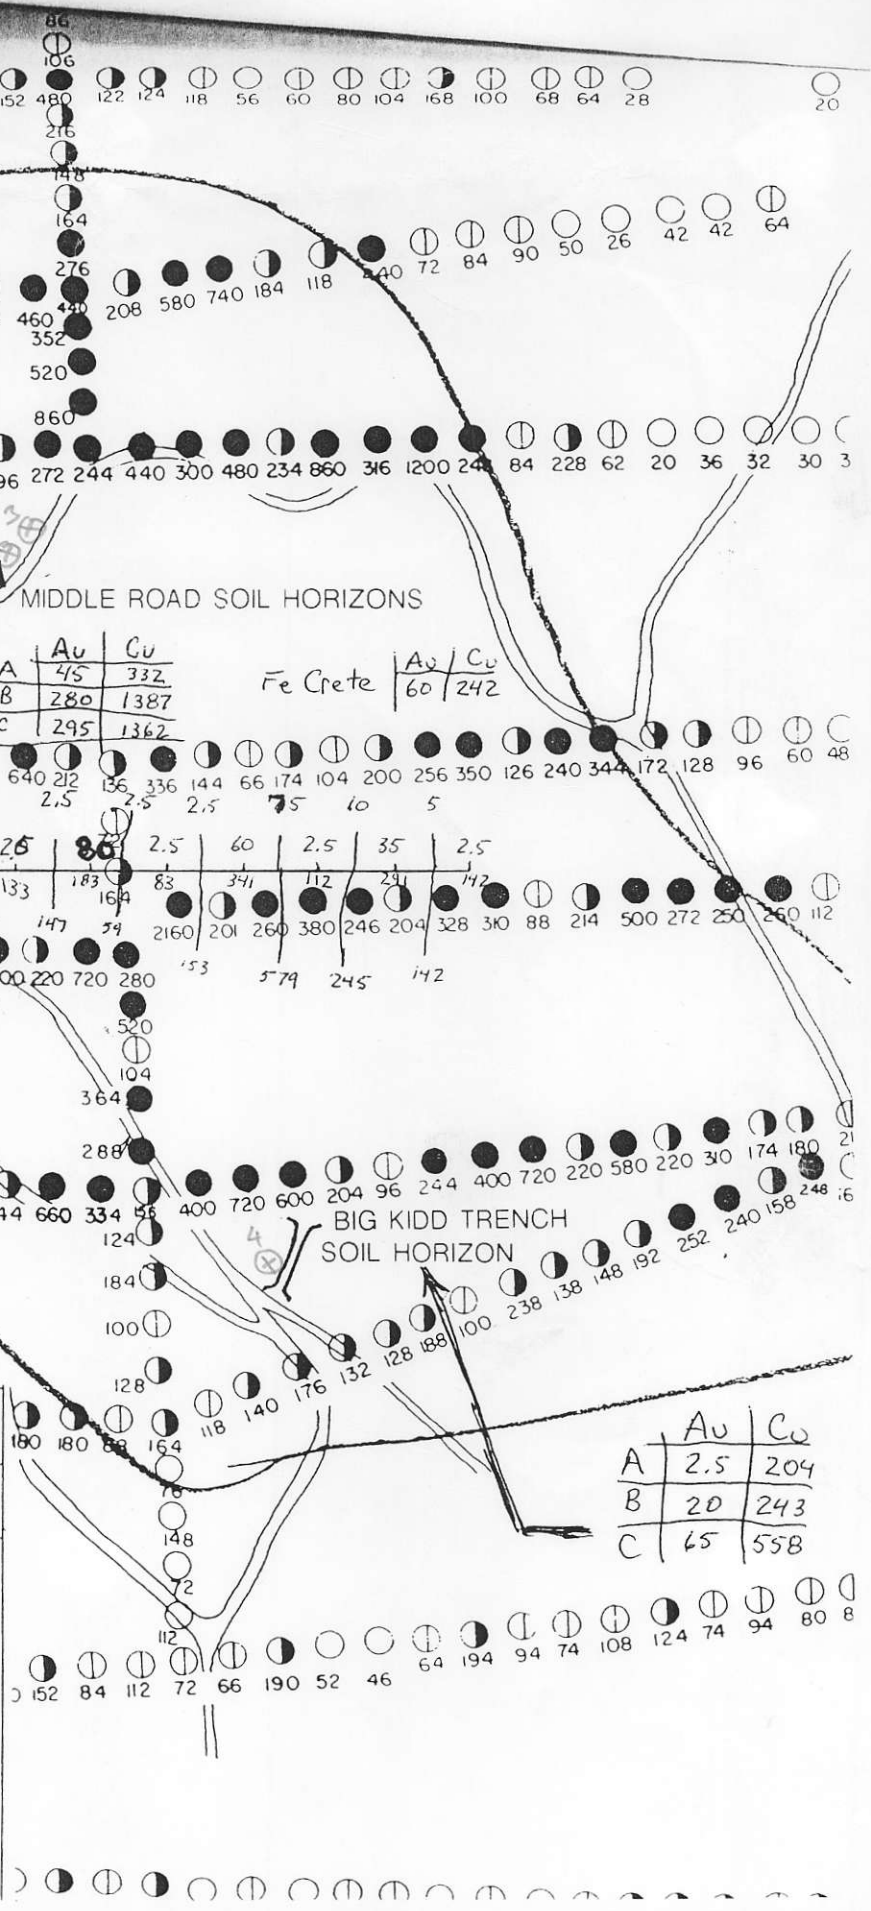 86
106
152 480 122 124 118 56 60 80 104 168 100 68 64 28 20
216
148
164
276
64
72 84 90 50 26 42 42
460 440 208 580 740 184 118 240
352
520
860
96 272 244 440 300 480 234 860 316 1200 244 84 228 62 20 36 32 30 3
MIDDLE ROAD SOIL HORIZONS
Au Cu
A 45 332
B 280 1387
C 295 1362
Fe Crete Au Cu
60 242
640 212 136 336 144 66 174 104 200 256 350 126 240 344 172 128 96 60 48
2.5 2.5 2.5 75 10 5
80 2.5 60 2.5 35 2.5
133 183 164 83 341 112 291 142
147 54 2160 201 260 380 246 204 328 310 88 214 500 272 250 260 112
153 579 245 142
220 720 280
520
104
364
288
44 660 334 156 400 720 600 204 96 244 400 720 220 580 220 310 174 180 21
BIG KIDD TRENCH
SOIL HORIZON
4
124
184
100
128
180 180 88 164 118 140 176 132 128 188 100 238 138 148 192 252 240 158 248 16
76
148
72
112
Au Cu
A 2.5 204
B 20 243
C 65 558
152 84 112 72 66 190 52 46 64 194 94 74 108 124 74 94 80 8